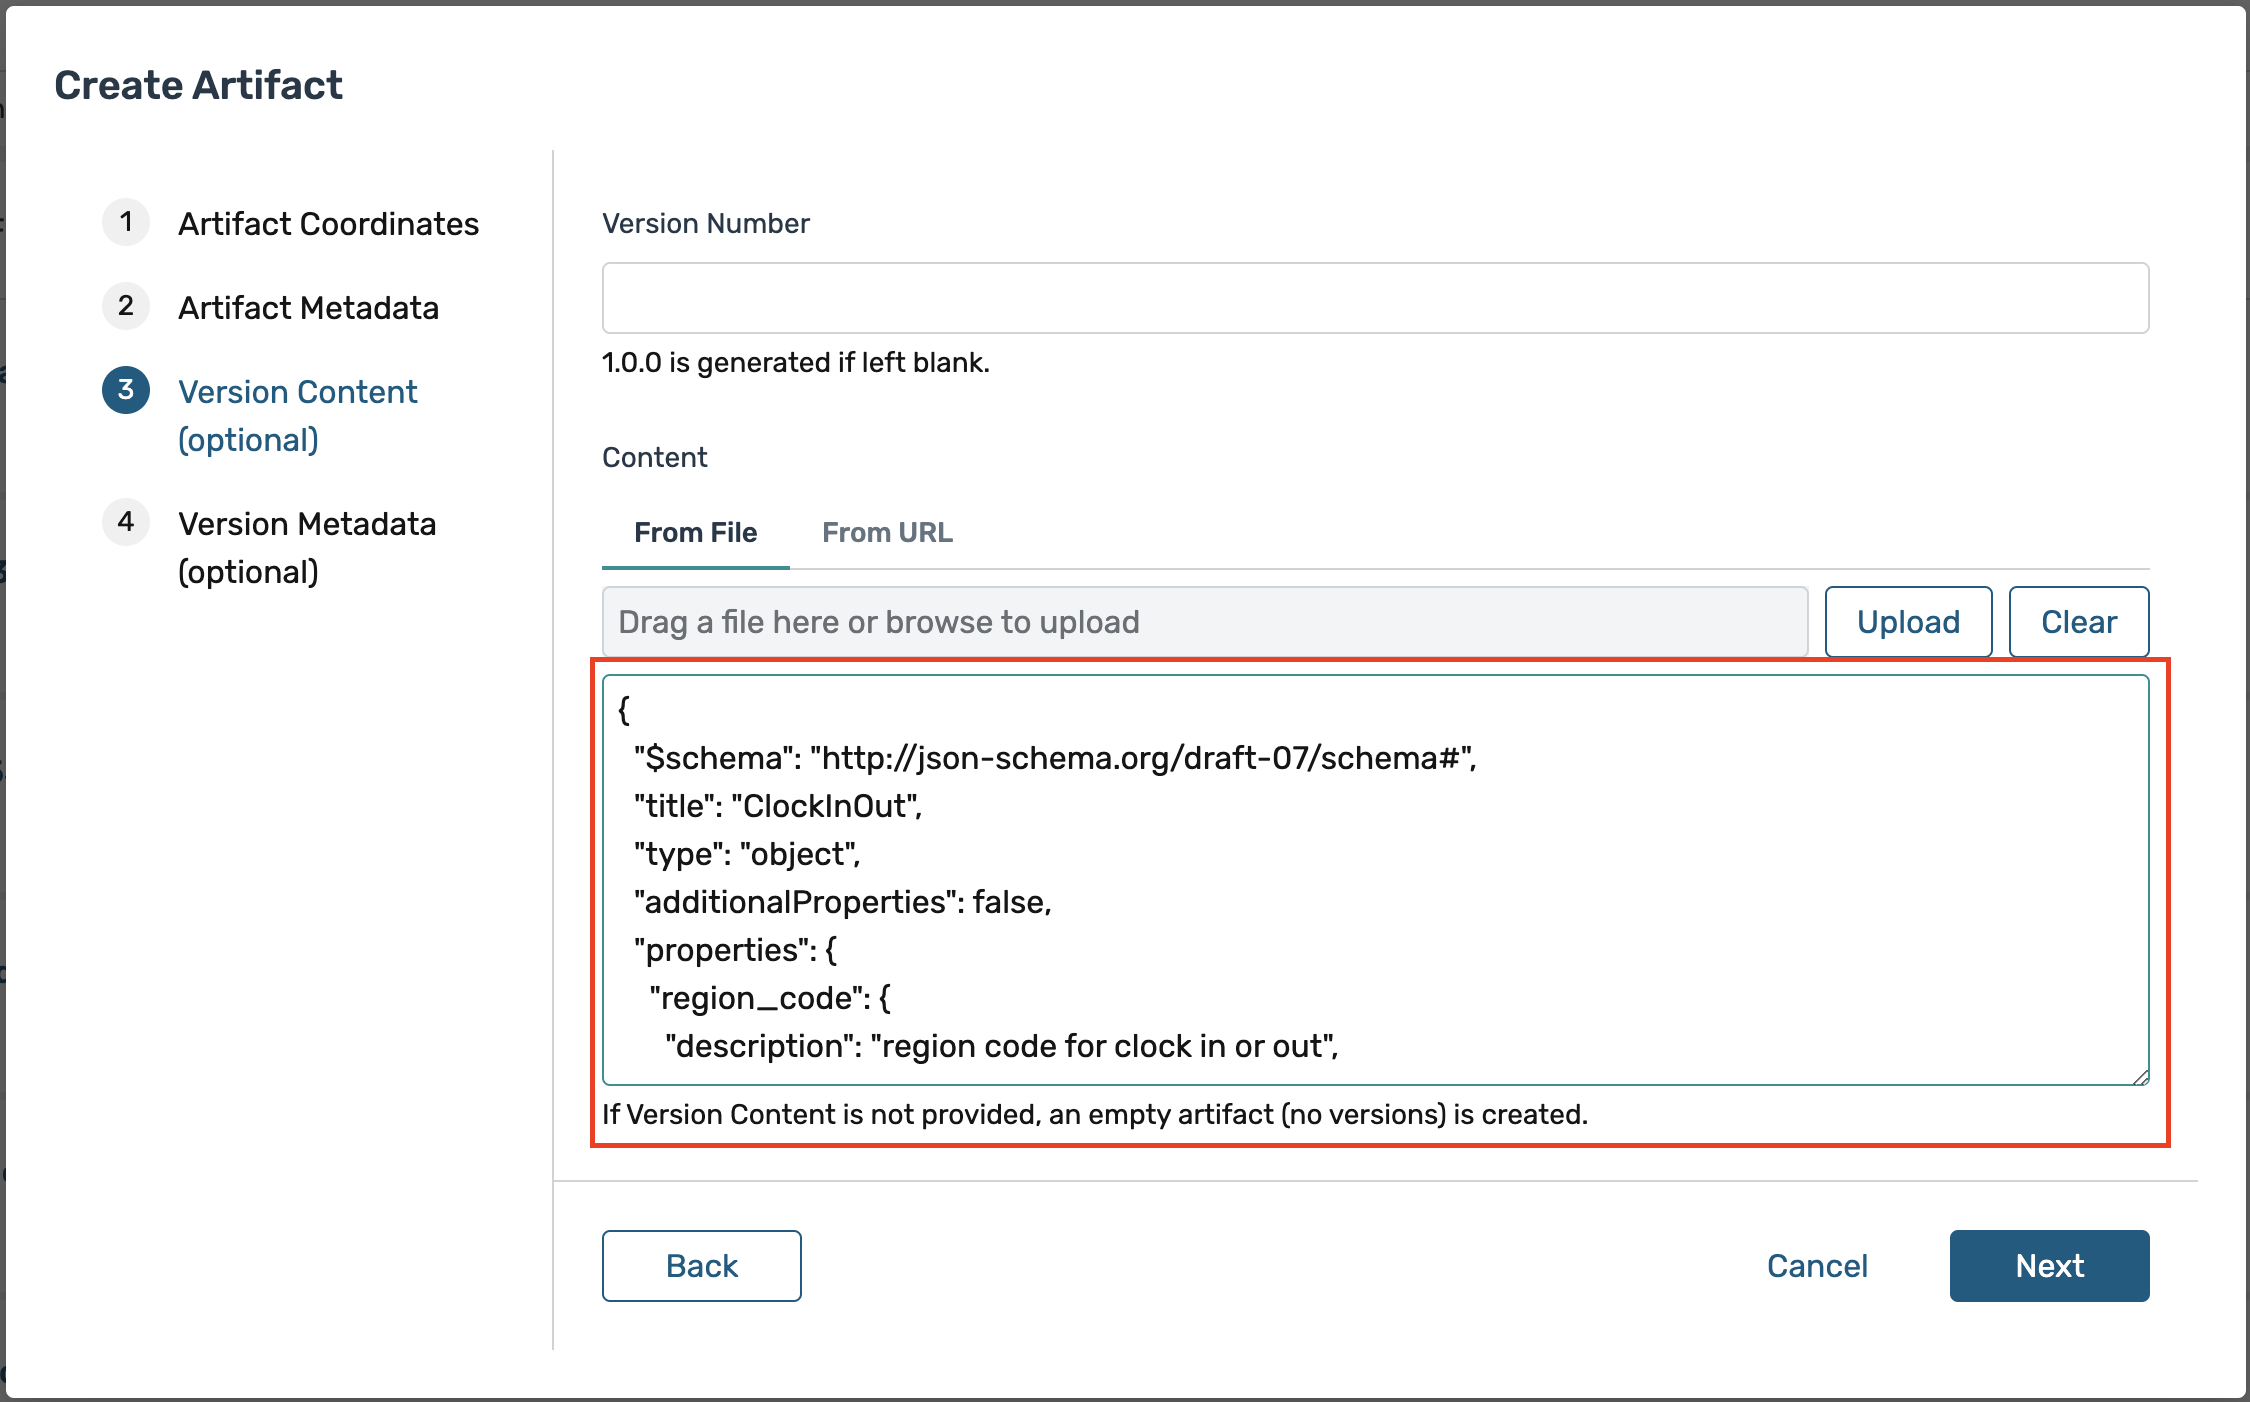 Create Artifact
1 Artifact Coordinates
2 Artifact Metadata
3 Version Content
(optional)
4 Version Metadata
(optional)
Version Number
1.0.0 is generated if left blank.
Content
From File From URL
Drag a file here or browse to upload Upload Clear
{
"$schema": "http://json-schema.org/draft-07/schema#",
"title": "ClockInOut",
"type": "object",
"additionalProperties": false,
"properties": {
"region_code": {
"description": "region code for clock in or out",
If Version Content is not provided, an empty artifact (no versions) is created.
Back Cancel Next